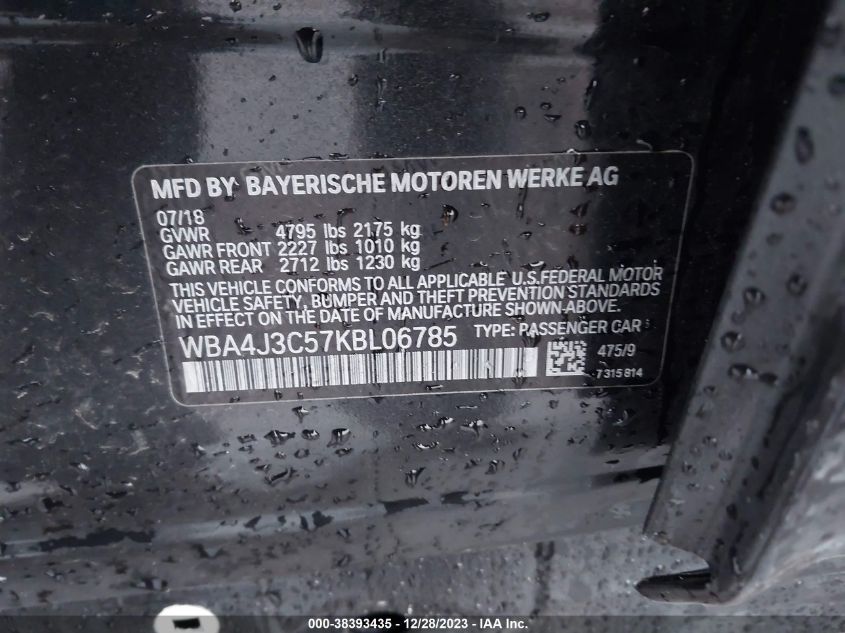 MFD BY BAYERISCHE MOTOREN WERKE AG
07/18
GVWR 4795 lbs 2175 kg
GAWR FRONT 2227 lbs 1010 kg
GAWR REAR 2712 lbs 1230 kg
THIS VEHICLE CONFORMS TO ALL APPLICABLE U.S.FEDERAL MOTOR
VEHICLE SAFETY, BUMPER AND THEFT PREVENTION STANDARDS
IN EFFECT ON THE DATE OF MANUFACTURE SHOWN ABOVE.
WBA4J3C57KBL06785 TYPE: PASSENGER CAR
475/9
7315814
000-38393435 - 12/28/2023 - IAA Inc.